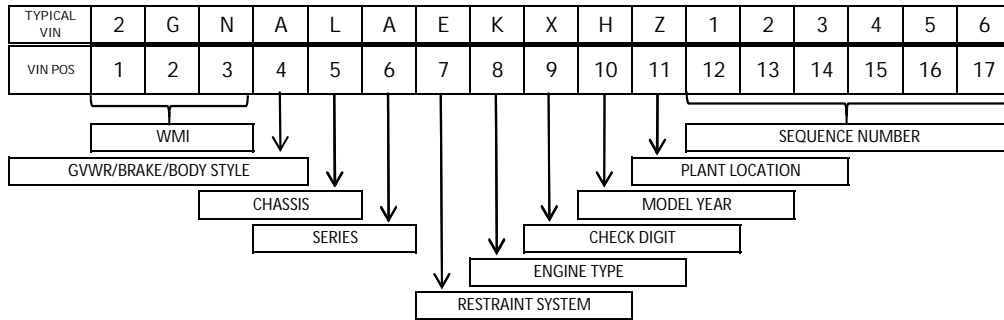 TYPICAL VIN 2 G N A L A E K X H Z 1 2 3 4 5 6
VIN POS 1 2 3 4 5 6 7 8 9 10 11 12 13 14 15 16 17
WMI SEQUENCE NUMBER
GVWR/BRAKE/BODY STYLE PLANT LOCATION
CHASSIS MODEL YEAR
SERIES CHECK DIGIT
ENGINE TYPE
RESTRAINT SYSTEM